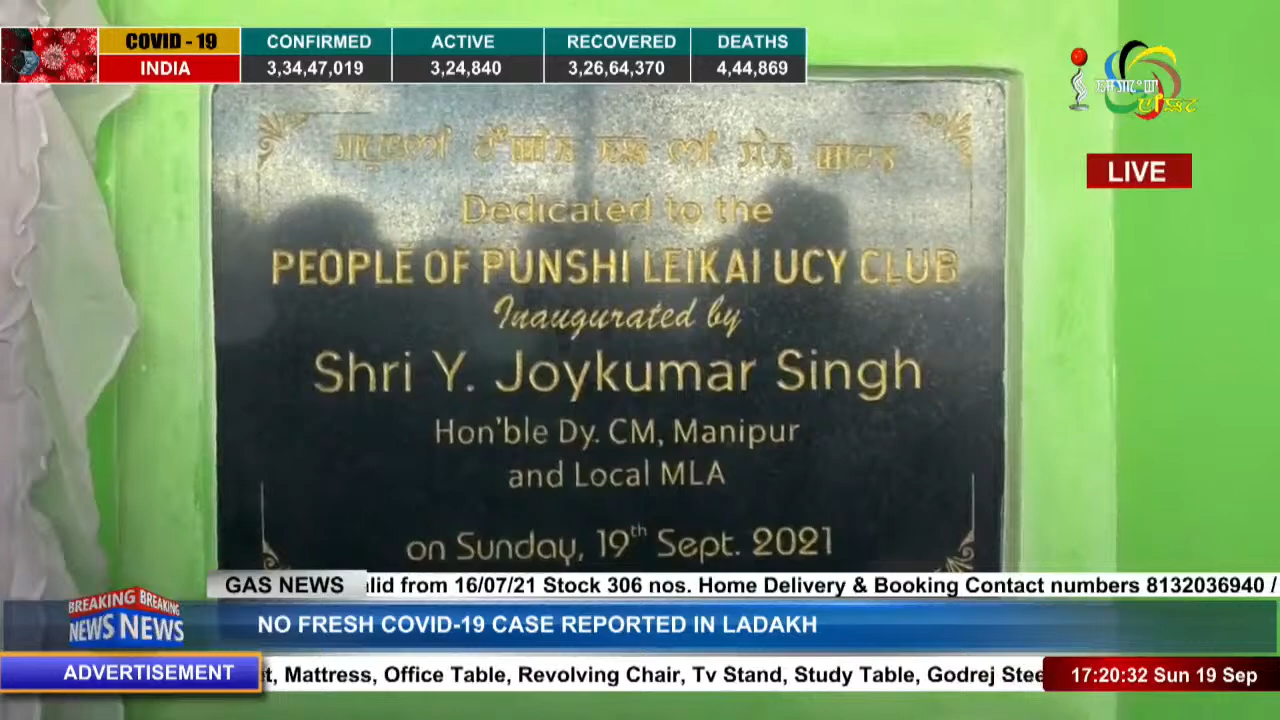 COVID - 19 CONFIRMED ACTIVE RECOVERED DEATHS
INDIA 3,34,47,019 3,24,840 3,26,64,370 4,44,869
LIVE
Dedicated to the
PEOPLE OF PUNSHI LEIKAI UCY CLUB
Inaugurated by
Shri Y. Joykumar Singh
Hon'ble Dy. CM, Manipur
and Local MLA
on Sunday, 19th Sept. 2021
GAS NEWS lid from 16/07/21 Stock 306 nos. Home Delivery & Booking Contact numbers 8132036940 /
BREAKING BREAKING
NEWS NEWS
NO FRESH COVID-19 CASE REPORTED IN LADAKH
ADVERTISEMENT t, Mattress, Office Table, Revolving Chair, Tv Stand, Study Table, Godrej Stee
17:20:32 Sun 19 Sep